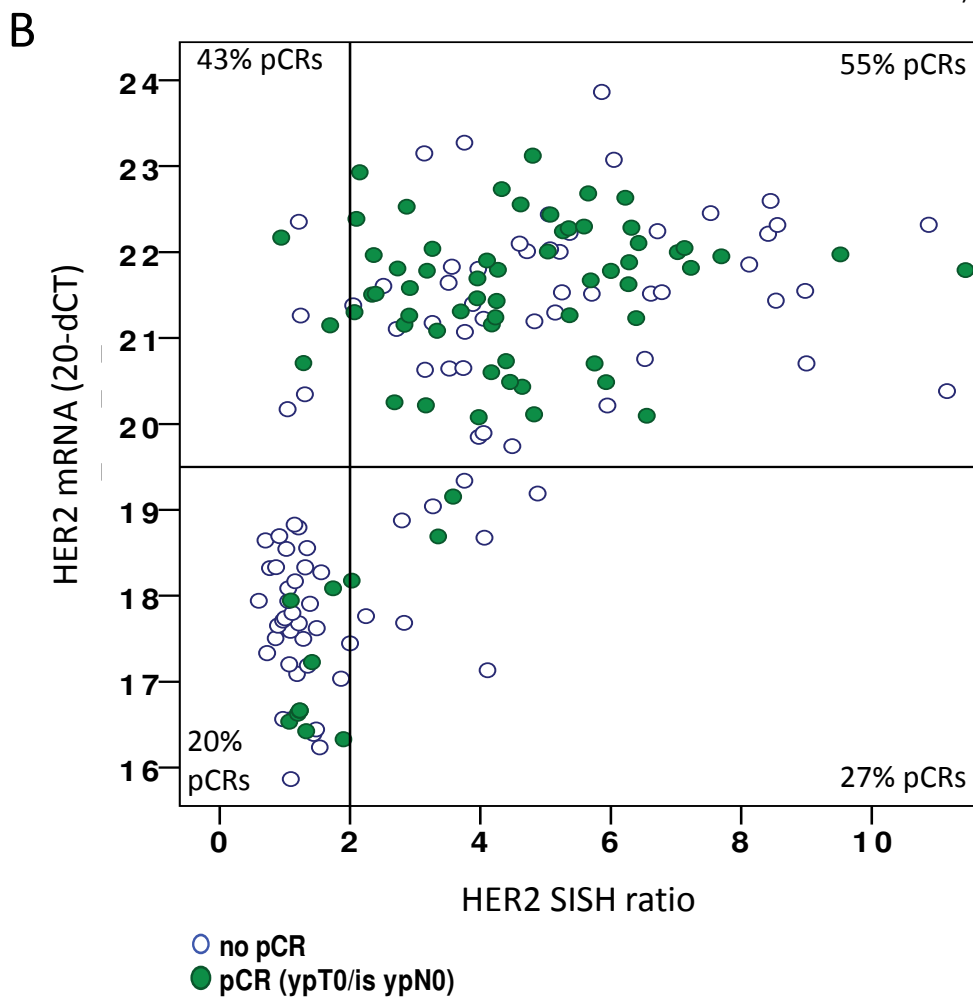 B
43% pCRs
55% pCRs
24
23
22
21
20
19
18
17
16
HER2 mRNA (20-dCT)
20%
pCRs
27% pCRs
0 2 4 6 8 10
HER2 SISH ratio
no pCR
pCR (ypT0/is ypN0)